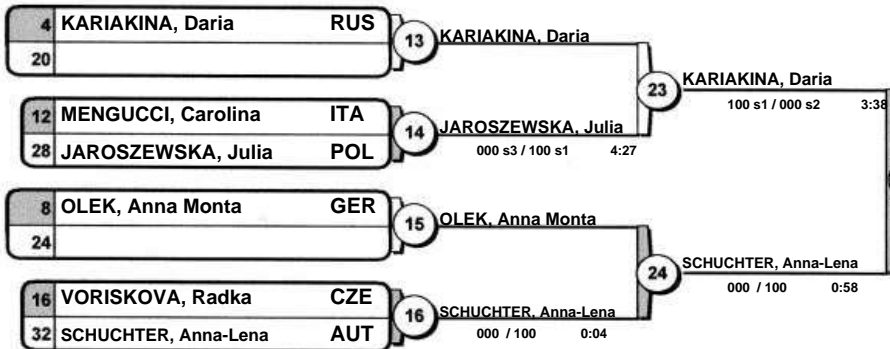 4 KARIAKINA, Daria RUS
20
13
KARIAKINA, Daria
12 MENGUCCI, Carolina ITA
28 JAROSZEWSKA, Julia POL
14
JAROSZEWSKA, Julia
000 s3 / 100 s1 4:27
23
KARIAKINA, Daria
100 s1 / 000 s2 3:38
8 OLEK, Anna Monta GER
24
15
OLEK, Anna Monta
16 VORISKOVA, Radka CZE
32 SCHUCHTER, Anna-Lena AUT
16
SCHUCHTER, Anna-Lena
000 / 100 0:04
24
SCHUCHTER, Anna-Lena
000 / 100 0:58